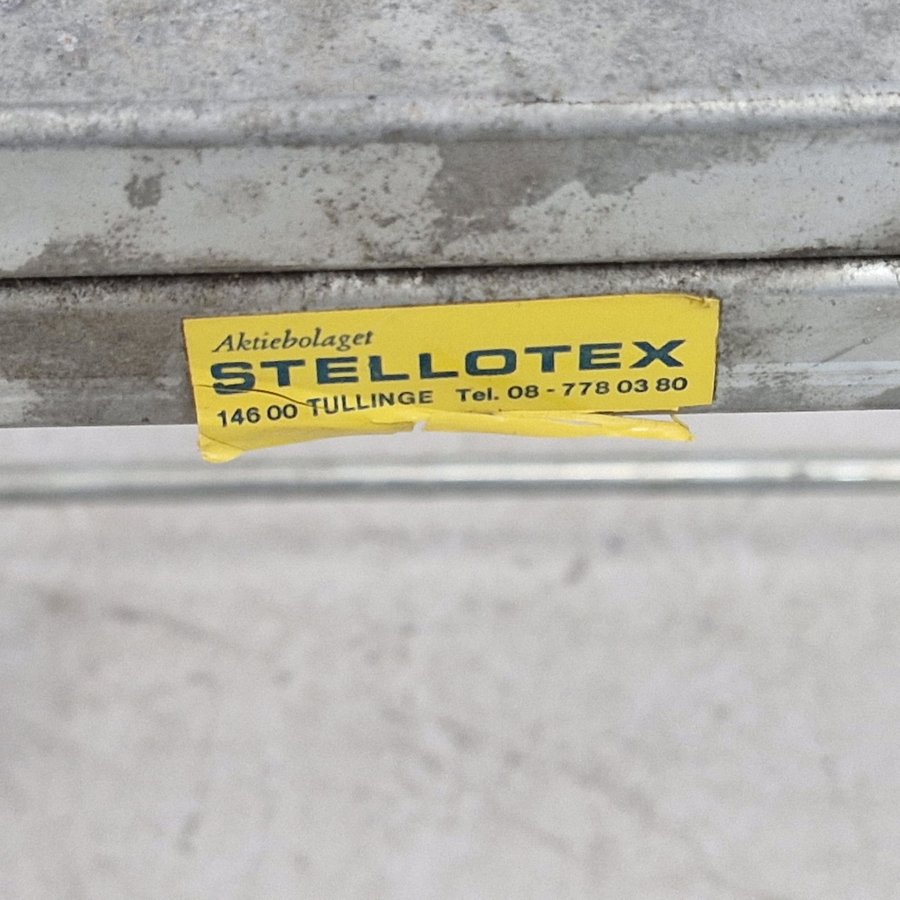 Aktiebolaget
STELLOTEX
146 00 TULLINGE Tel. 08 - 778 03 80